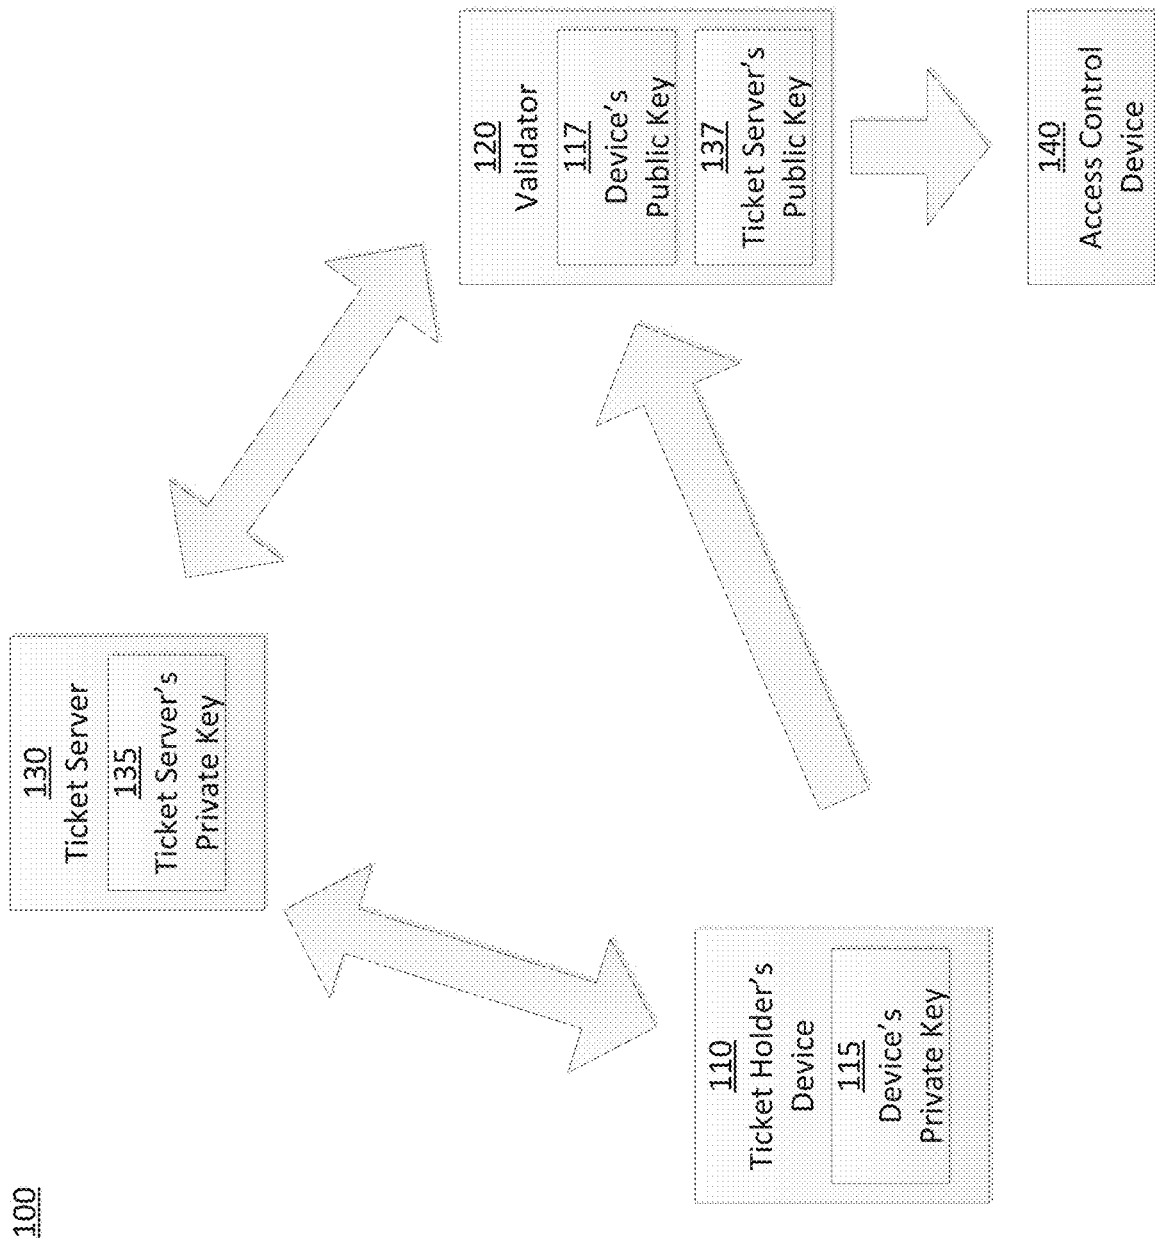 100
130
Ticket Server
135
Ticket Server's
Private Key
110
Ticket Holder's
Device
115
Device's
Private Key
120
Validator
117
Device's
Public Key
137
Ticket Server's
Public Key
140
Access Control
Device